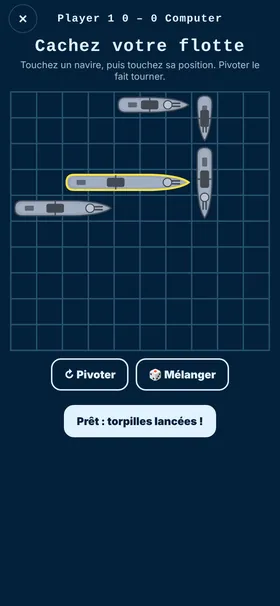 ×
Player 1 0 – 0 Computer
Cachez votre flotte
Touchez un navire, puis touchez sa position. Pivoter le
fait tourner.
↻ Pivoter
🎲 Mélanger
Prêt : torpilles lancées !